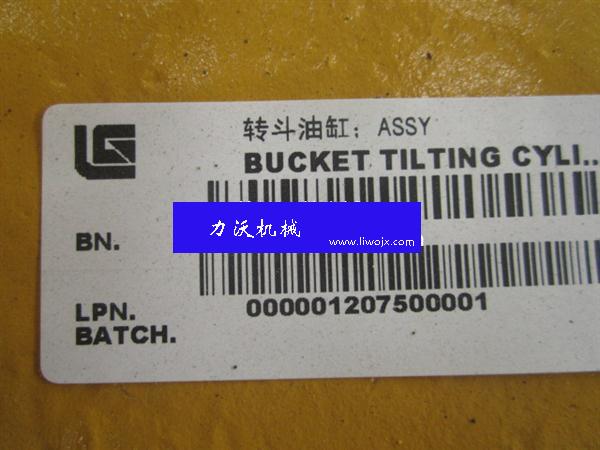 LG
转斗油缸；ASSY
BUCKET TILTING CYLI...
BN.
力沃机械
www.liwojx.com
LPN.
000001207500001
BATCH.